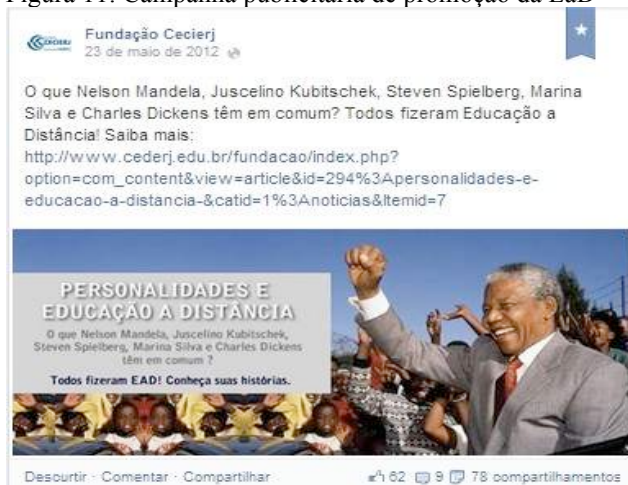 Figura 11: Campanha publicitária de promoção da EaD
Fundação Cecierj
23 de maio de 2012
O que Nelson Mandela, Juscelino Kubitschek, Steven Spielberg, Marina
Silva e Charles Dickens têm em comum? Todos fizeram Educação a
Distância! Saiba mais:
http://www.cederj.edu.br/fundacao/index.php?
option=com_content&view=article&id=294%3Apersonalidades-e-
educacao-a-distancia-&catid=1%3Anoticias&Itemid=7
PERSONALIDADES E
EDUCAÇÃO A DISTÂNCIA
O que Nelson Mandela, Juscelino Kubitschek,
Steven Spielberg, Marina Silva e Charles Dickens
têm em comum ?
Todos fizeram EAD! Conheça suas histórias.
Descurtir · Comentar · Compartilhar 62 9 78 compartilhamentos